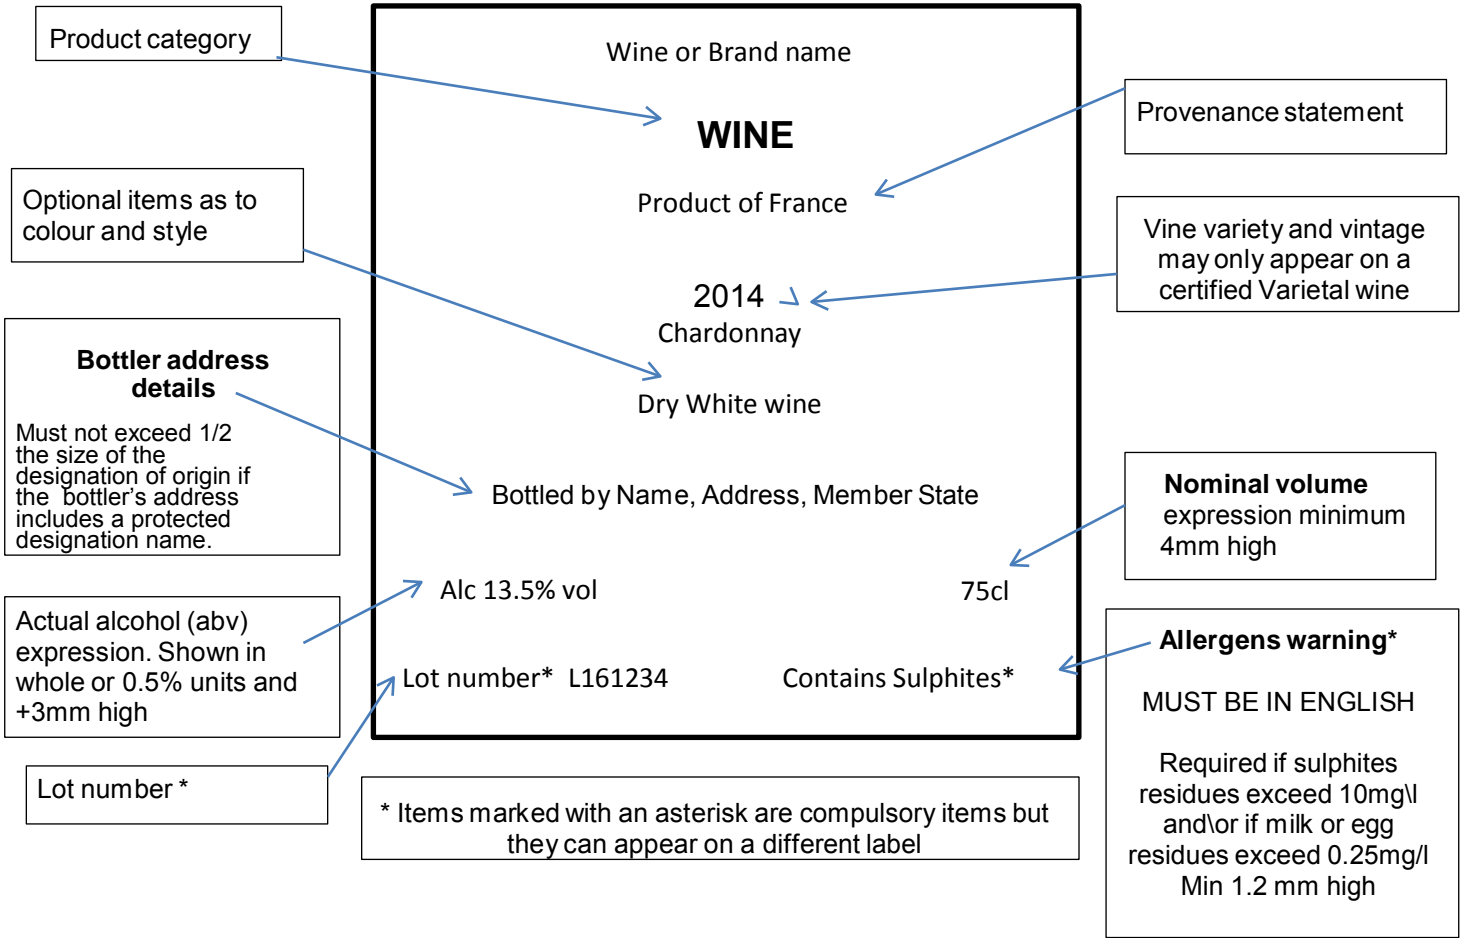 Product category
Wine or Brand name
WINE
Provenance statement
Optional items as to
colour and style
Product of France
Vine variety and vintage
may only appear on a
certified Varietal wine
2014
Chardonnay
Bottler address
details
Must not exceed 1/2
the size of the
designation of origin if
the bottler's address
includes a protected
designation name.
Dry White wine
Bottled by Name, Address, Member State
Nominal volume
expression minimum
4mm high
Alc 13.5% vol
75cl
Actual alcohol (abv)
expression. Shown in
whole or 0.5% units and
+3mm high
Lot number* L161234
Contains Sulphites*
Allergens warning*
MUST BE IN ENGLISH
Required if sulphites
residues exceed 10mg\l
and\or if milk or egg
residues exceed 0.25mg/l
Min 1.2 mm high
Lot number *
* Items marked with an asterisk are compulsory items but
they can appear on a different label